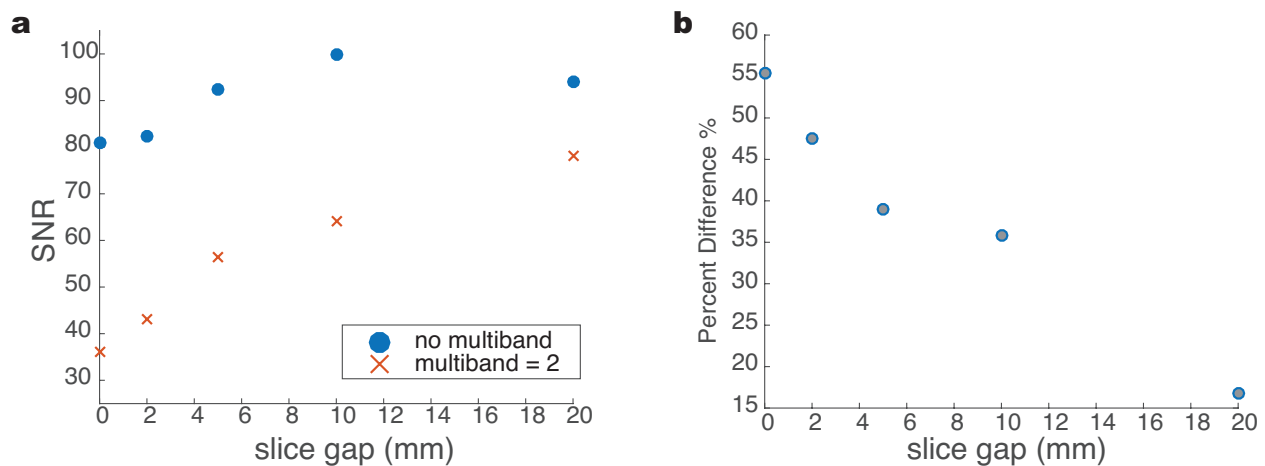 a
100
90
80
70
60
50
40
30
SNR
0 2 4 6 8 10 12 14 16 18 20
slice gap (mm)
no multiband
multiband = 2
b
60
55
50
45
40
35
30
25
20
15
Percent Difference %
0 2 4 6 8 10 12 14 16 18 20
slice gap (mm)